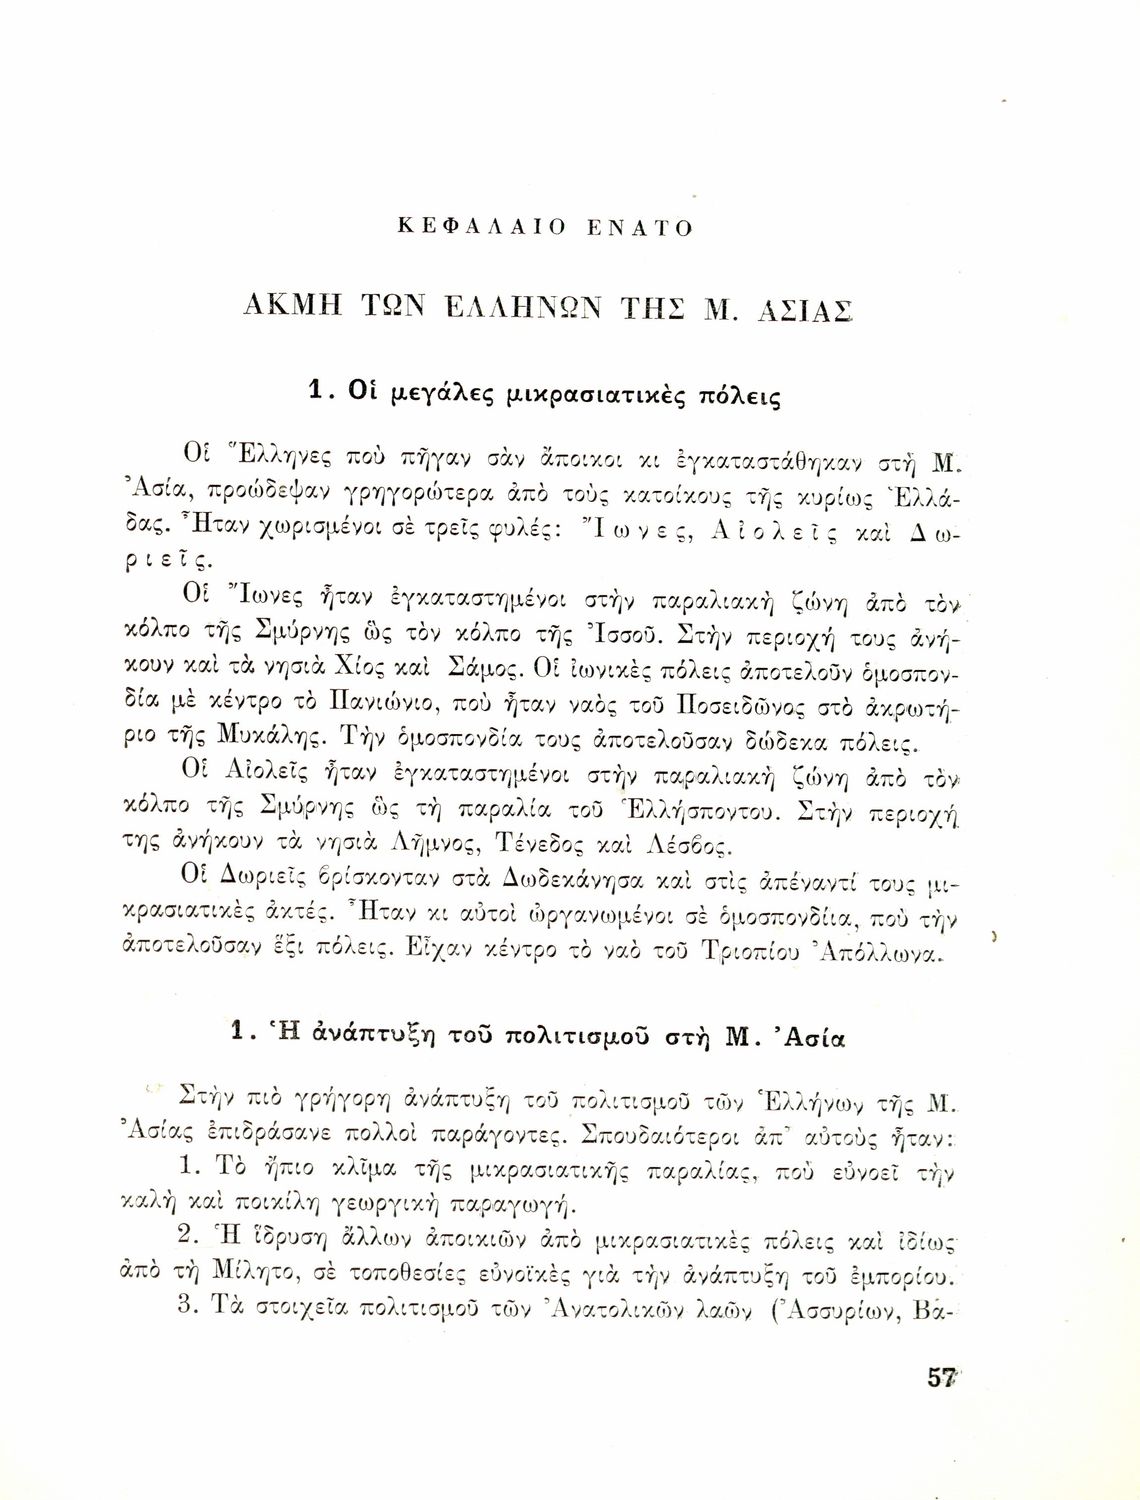 ΚΕΦΑΛΑΙΟ ΕΝΑΤΟ
ΑΚΜΗ ΤΩΝ ΕΛΛΗΝΩΝ ΤΗΣ Μ. ΑΣΙΑΣ
1. Οἱ μεγάλες μικρασιατικὲς πόλεις
Οἱ Ἕλληνες ποὺ πῆγαν σὰν ἄποικοι κι ἐγκαταστάθηκαν στὴ Μ.
Ἀσία, προώδεψαν γρηγορώτερα ἀπὸ τοὺς κατοίκους τῆς κυρίως Ἑλλά-
δας. Ἦταν χωρισμένοι σὲ τρεῖς φυλές: Ἴωνες, Αἰολεῖς καὶ Δω-
ριεῖς.
Οἱ Ἴωνες ἦταν ἐγκαταστημένοι στὴν παραλιακὴ ζώνη ἀπὸ τὸν
κόλπο τῆς Σμύρνης ὣς τὸν κόλπο τῆς Ἰσσοῦ. Στὴν περιοχή τους ἀνή-
κουν καὶ τὰ νησιὰ Χίος καὶ Σάμος. Οἱ ἰωνικὲς πόλεις ἀποτελοῦν ὁμοσπον-
δία μὲ κέντρο τὸ Πανιώνιο, ποὺ ἦταν ναὸς τοῦ Ποσειδῶνος στὸ ἀκρωτή-
ριο τῆς Μυκάλης. Τὴν ὁμοσπονδία τους ἀποτελοῦσαν δώδεκα πόλεις.
Οἱ Αἰολεῖς ἦταν ἐγκαταστημένοι στὴν παραλιακὴ ζώνη ἀπὸ τὸν
κόλπο τῆς Σμύρνης ὣς τὴ παραλία τοῦ Ἑλλήσποντου. Στὴν περιοχή
της ἀνήκουν τὰ νησιὰ Λῆμνος, Τένεδος καὶ Λέσβος.
Οἱ Δωριεῖς βρίσκονταν στὰ Δωδεκάνησα καὶ στὶς ἀπέναντί τους μι-
κρασιατικὲς ἀκτές. Ἦταν κι αὐτοὶ ὠργανωμένοι σὲ ὁμοσπονδίια, ποὺ τὴν
ἀποτελοῦσαν ἕξι πόλεις. Εἶχαν κέντρο τὸ ναὸ τοῦ Τριοπίου Ἀπόλλωνα.
1. Ἡ ἀνάπτυξη τοῦ πολιτισμοῦ στὴ Μ. Ἀσία
Στὴν πιὸ γρήγορη ἀνάπτυξη τοῦ πολιτισμοῦ τῶν Ἑλλήνων τῆς Μ.
Ἀσίας ἐπιδράσανε πολλοὶ παράγοντες. Σπουδαιότεροι ἀπ' αὐτοὺς ἦταν:
1. Τὸ ἤπιο κλῖμα τῆς μικρασιατικῆς παραλίας, ποὺ εὐνοεῖ τὴν
καλὴ καὶ ποικίλη γεωργικὴ παραγωγή.
2. Ἡ ἵδρυση ἄλλων ἀποικιῶν ἀπὸ μικρασιατικὲς πόλεις καὶ ἰδίως
ἀπὸ τὴ Μίλητο, σὲ τοποθεσίες εὐνοϊκὲς γιὰ τὴν ἀνάπτυξη τοῦ ἐμπορίου.
3. Τὰ στοιχεῖα πολιτισμοῦ τῶν Ἀνατολικῶν λαῶν (Ἀσσυρίων, Βα-
57